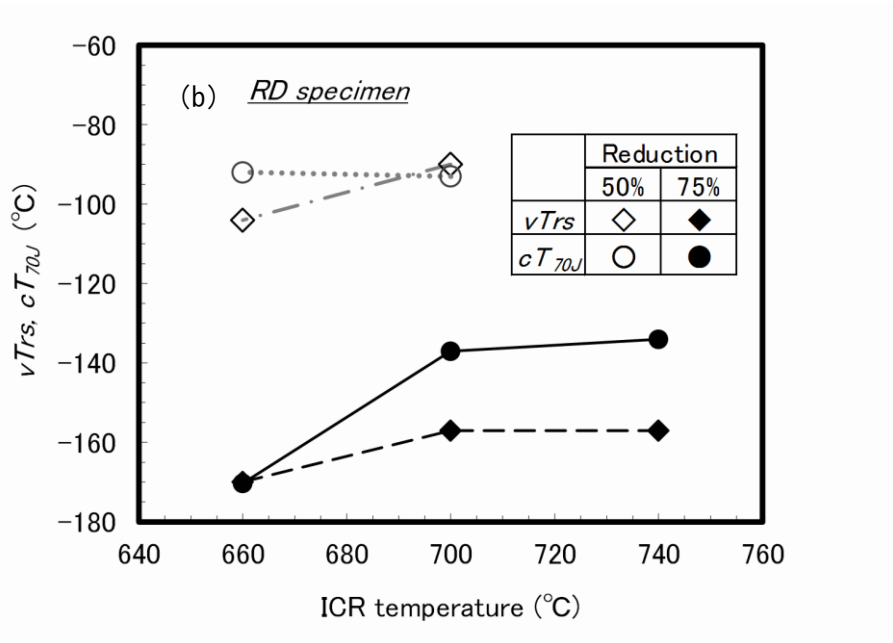 (b) RD specimen
−60
−80
−100
−120
−140
−160
−180
vTrs, cT70J (℃)
Reduction
50% 75%
vTrs
cT70J
640 660 680 700 720 740 760
ICR temperature (℃)